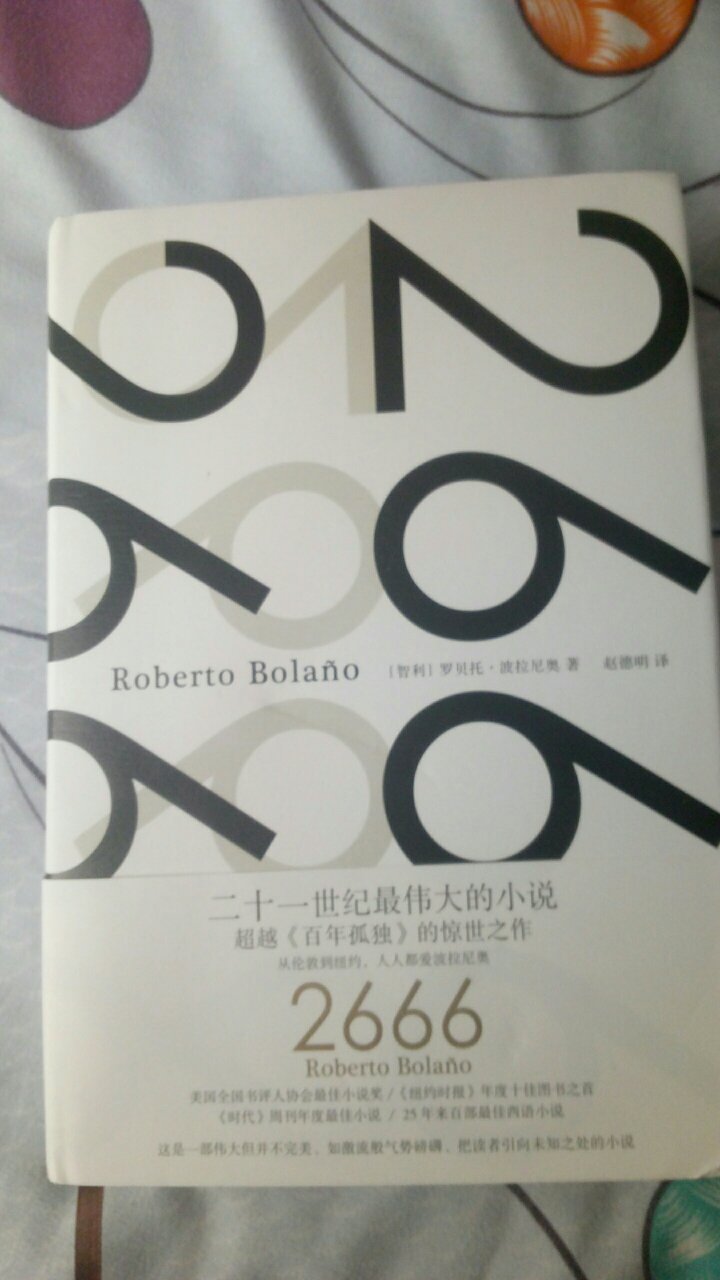 2
6
6
6
Roberto Bolaño ［智利］罗贝托·波拉尼奥 著 赵德明 译
二十一世纪最伟大的小说
超越《百年孤独》的惊世之作
从伦敦到纽约，人人都爱波拉尼奥
2666
Roberto Bolaño
美国全国书评人协会最佳小说奖 /《纽约时报》年度十佳图书之首
《时代》周刊年度最佳小说 / 25年来百部最佳西语小说
这是一部伟大但并不完美、如激流般气势磅礴、把读者引向未知之处的小说